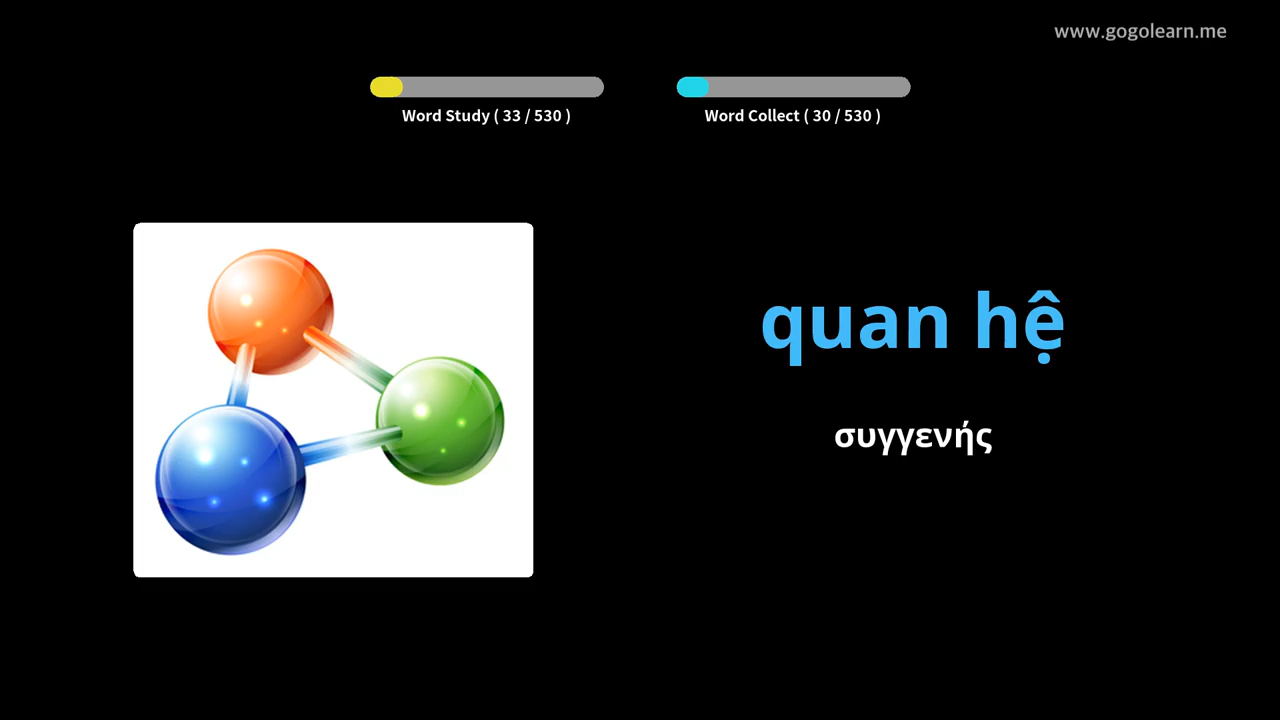 www.gogolearn.me
Word Study ( 33 / 530 )
Word Collect ( 30 / 530 )
quan hệ
συγγενής